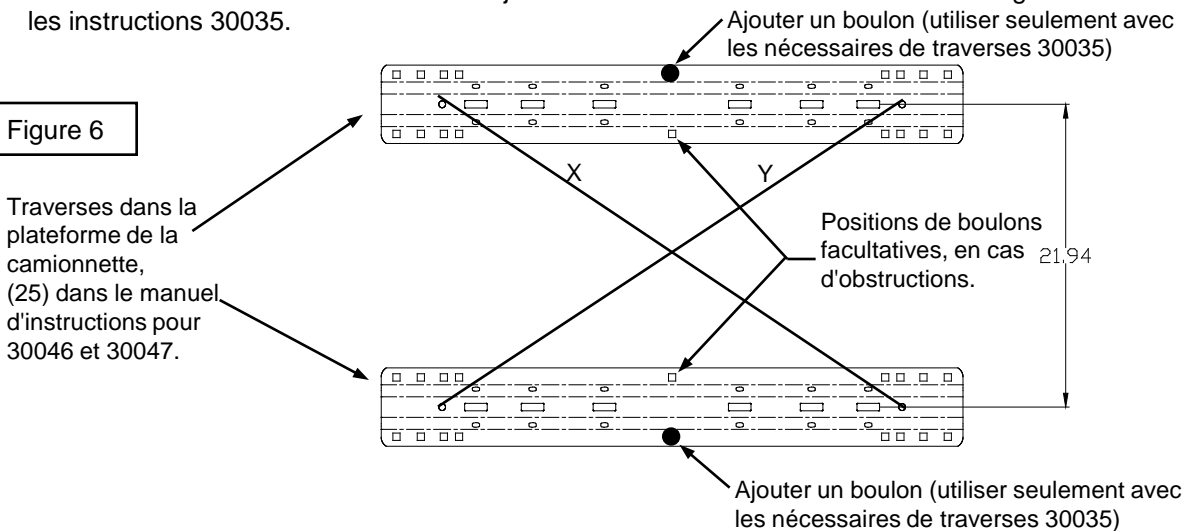 les instructions 30035.
Ajouter un boulon (utiliser seulement avec
les nécessaires de traverses 30035)
Figure 6
X
Y
Traverses dans la
plateforme de la
camionnette,
(25) dans le manuel
d'instructions pour
30046 et 30047.
Positions de boulons
facultatives, en cas
d'obstructions.
21,94
Ajouter un boulon (utiliser seulement avec
les nécessaires de traverses 30035)